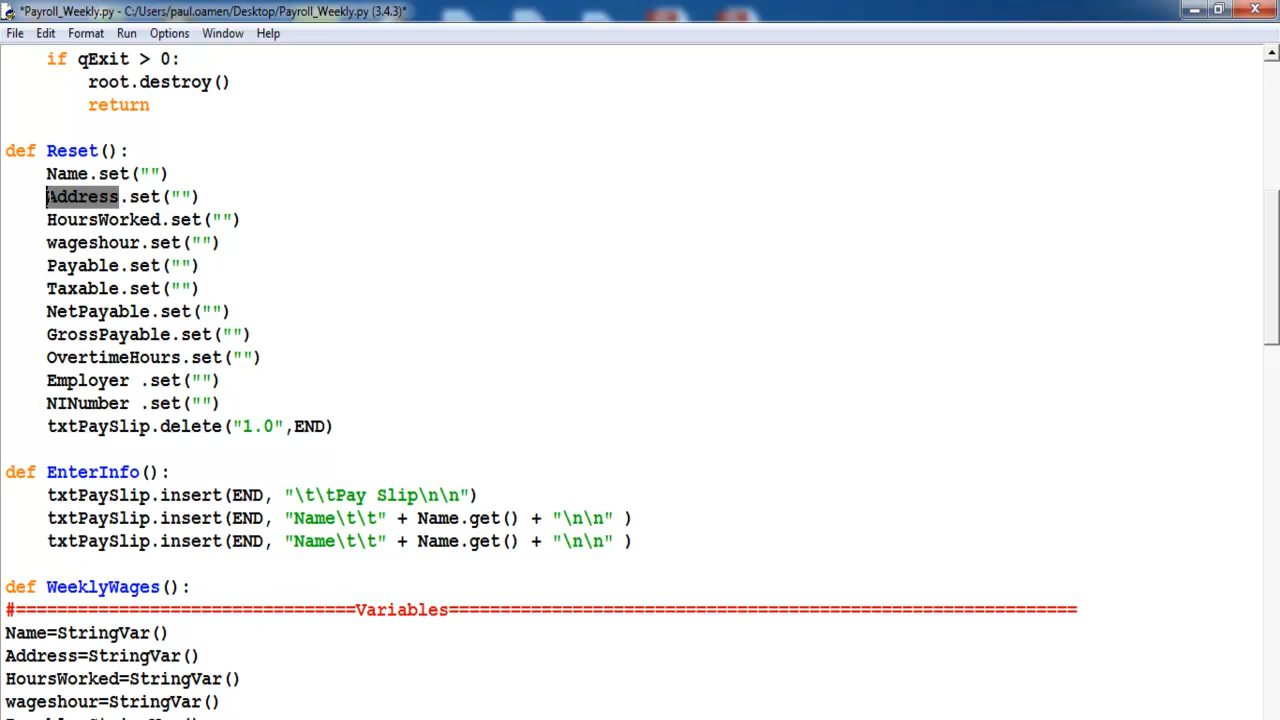 *Payroll_Weekly.py - C:/Users/paul.oamen/Desktop/Payroll_Weekly.py (3.4.3)*
File Edit Format Run Options Window Help
if qExit > 0:
root.destroy()
return
def Reset():
Name.set("")
Address.set("")
HoursWorked.set("")
wageshour.set("")
Payable.set("")
Taxable.set("")
NetPayable.set("")
GrossPayable.set("")
OvertimeHours.set("")
Employer .set("")
NINumber .set("")
txtPaySlip.delete("1.0",END)
def EnterInfo():
txtPaySlip.insert(END, "\t\tPay Slip\n\n")
txtPaySlip.insert(END, "Name\t\t" + Name.get() + "\n\n" )
txtPaySlip.insert(END, "Name\t\t" + Name.get() + "\n\n" )
def WeeklyWages():
#=================================Variables=============================================================
Name=StringVar()
Address=StringVar()
HoursWorked=StringVar()
wageshour=StringVar()